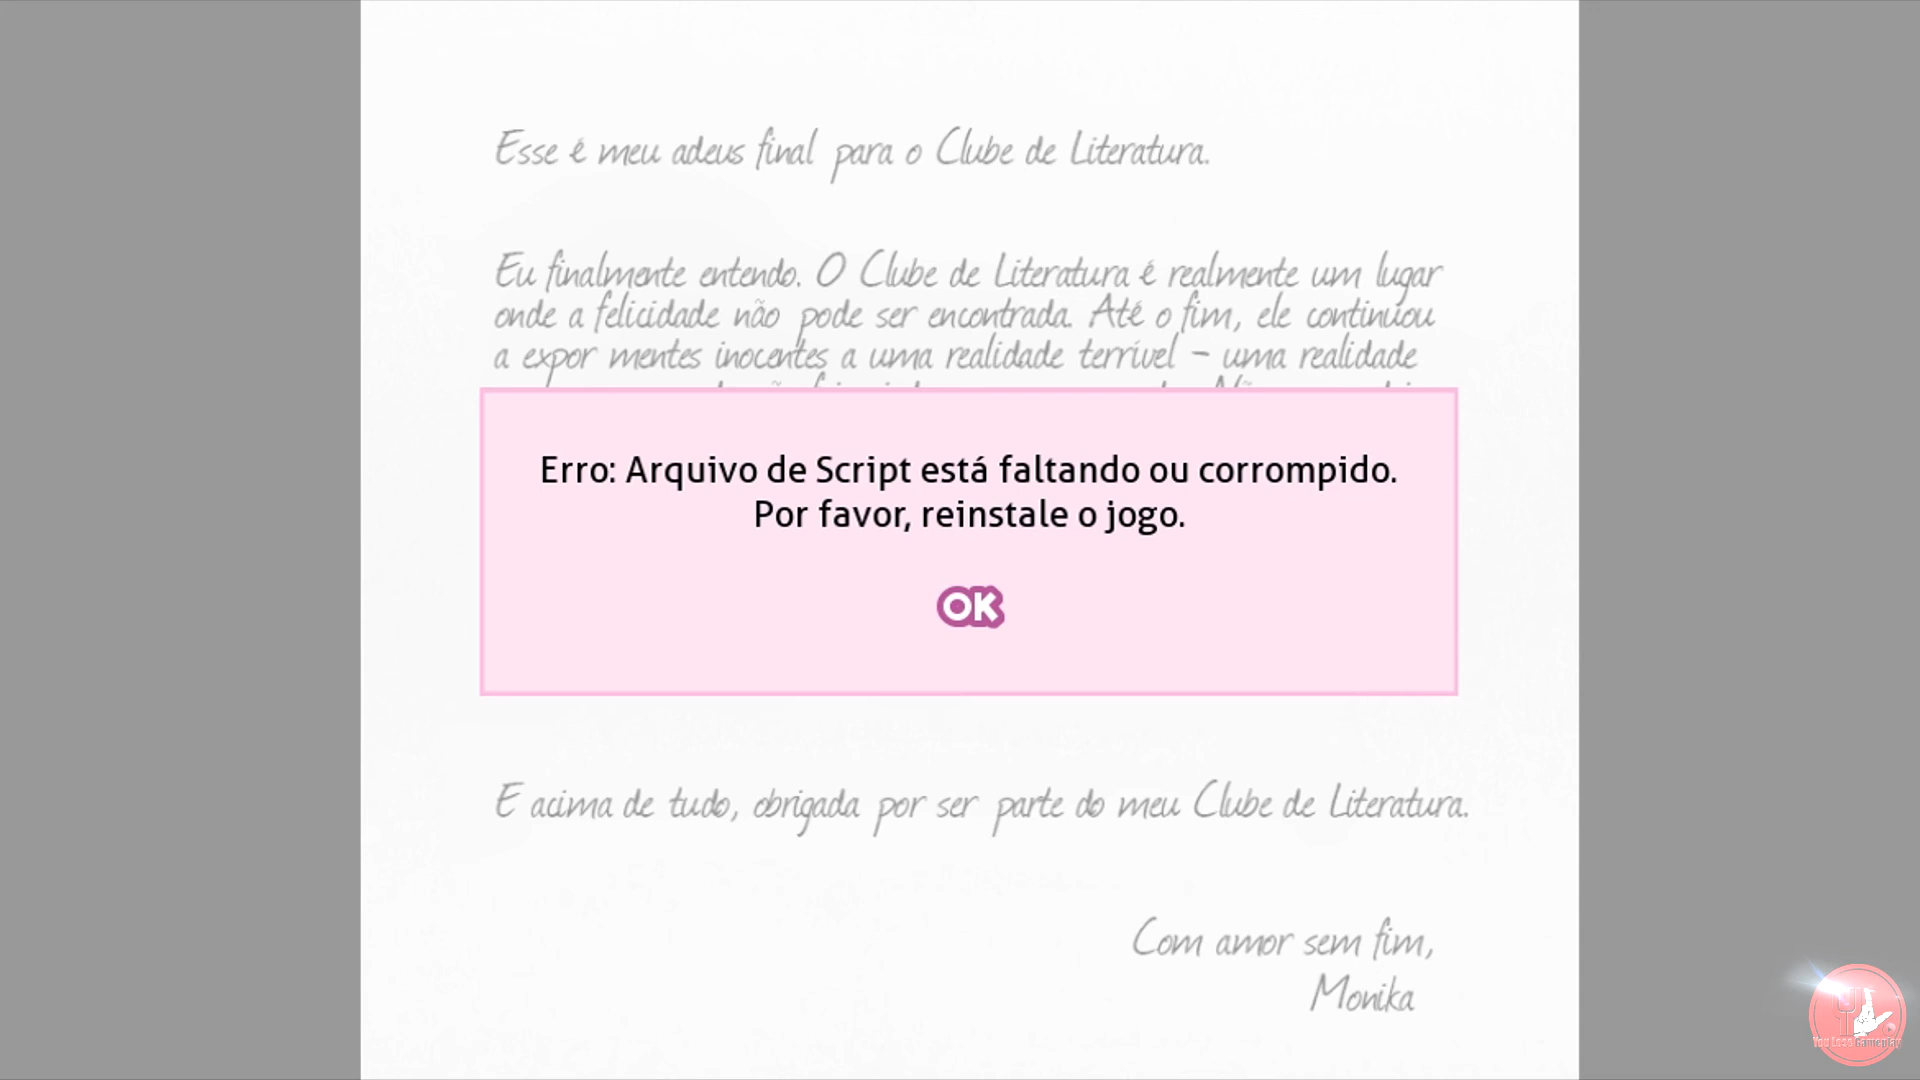 Esse é meu adeus final para o Clube de Literatura.
Eu finalmente entendo. O Clube de Literatura é realmente um lugar
onde a felicidade não pode ser encontrada. Até o fim, ele continuou
a expor mentes inocentes a uma realidade terrível - uma realidade
Erro: Arquivo de Script está faltando ou corrompido.
Por favor, reinstale o jogo.
OK
E acima de tudo, obrigada por ser parte do meu Clube de Literatura.
Com amor sem fim,
Monika
You Lose Gameplay